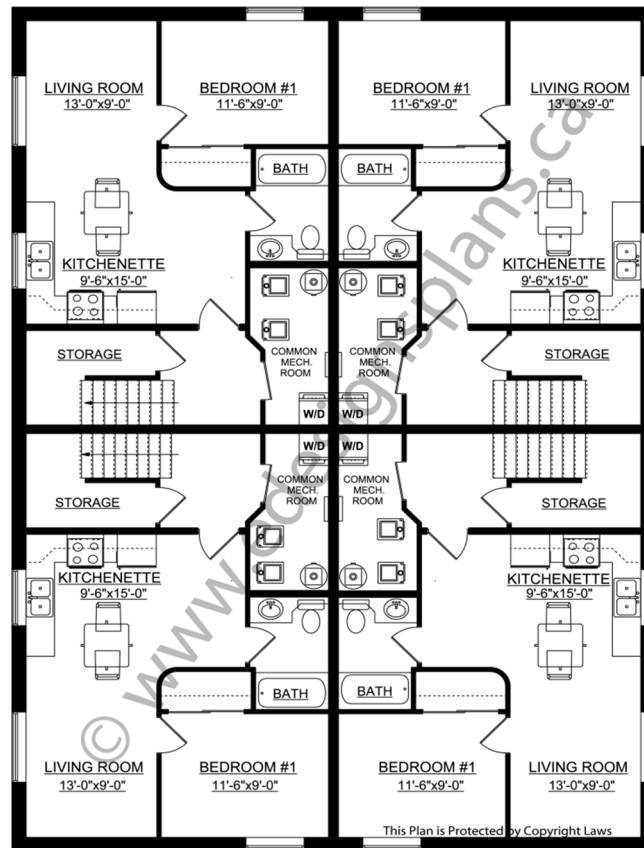 LIVING ROOM
13'-0"x9'-0"
BEDROOM #1
11'-6"x9'-0"
BEDROOM #1
11'-6"x9'-0"
LIVING ROOM
13'-0"x9'-0"
BATH
BATH
KITCHENETTE
9'-6"x15'-0"
KITCHENETTE
9'-6"x15'-0"
STORAGE
COMMON
MECH.
ROOM
COMMON
MECH.
ROOM
STORAGE
W/D
W/D
W/D
W/D
STORAGE
COMMON
MECH.
ROOM
COMMON
MECH.
ROOM
STORAGE
KITCHENETTE
9'-6"x15'-0"
KITCHENETTE
9'-6"x15'-0"
BATH
BATH
LIVING ROOM
13'-0"x9'-0"
BEDROOM #1
11'-6"x9'-0"
BEDROOM #1
11'-6"x9'-0"
LIVING ROOM
13'-0"x9'-0"
© www.edesignsplans.ca
This Plan is Protected by Copyright Laws